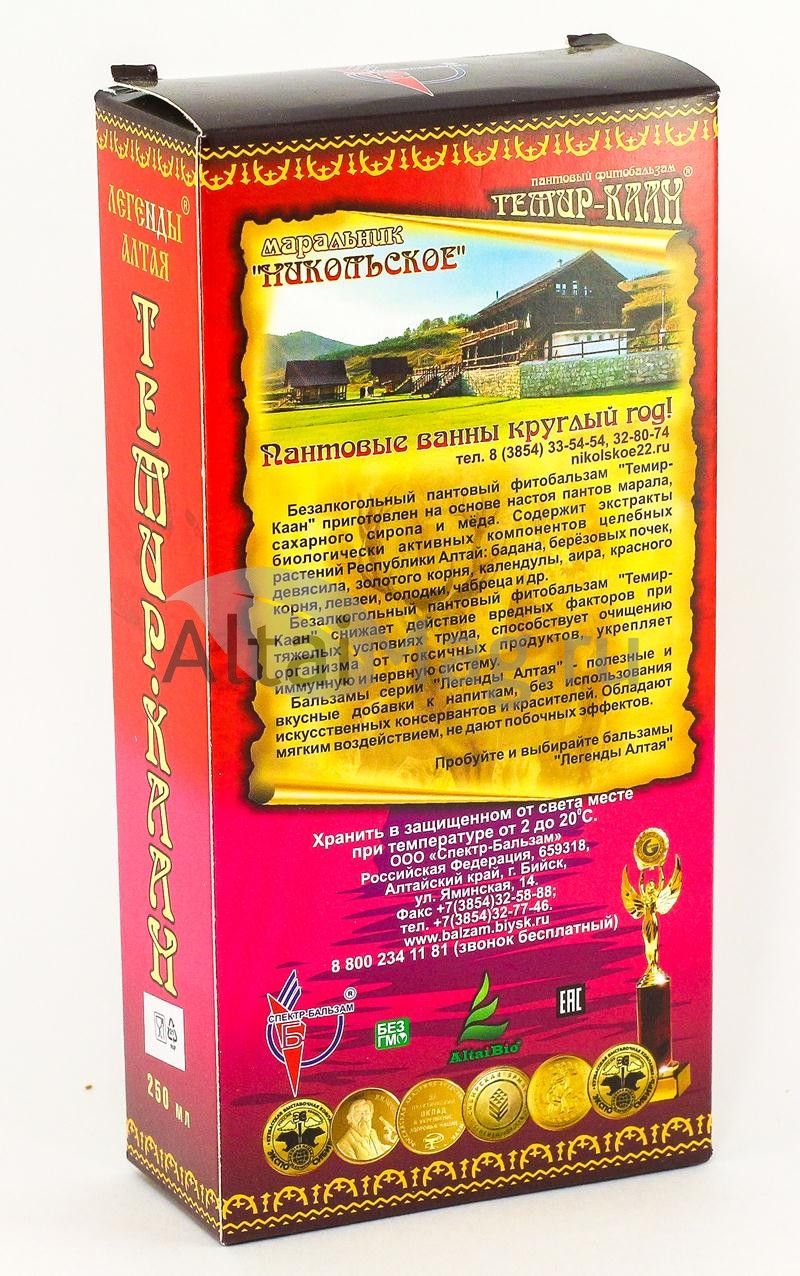 ЛЕГЕНДЫ®
АЛТАЯ
ТЕМИР-КААН
250 мл
пантовый фитобальзам
ТЕМИР-КААН®
маральник
"НИКОЛЬСКОЕ"
Пантовые ванны круглый год!
тел. 8 (3854) 33-54-54, 32-80-74
nikolskoe22.ru
Безалкогольный пантовый фитобальзам "Темир-
Каан" приготовлен на основе настоя пантов марала,
сахарного сиропа и мёда. Содержит экстракты
биологически активных компонентов целебных
растений Республики Алтай: бадана, берёзовых почек,
девясила, золотого корня, календулы, аира, красного
корня, левзеи, солодки, чабреца и др.
Безалкогольный пантовый фитобальзам "Темир-
Каан" снижает действие вредных факторов при
тяжелых условиях труда, способствует очищению
организма от токсичных продуктов, укрепляет
иммунную и нервную систему.
Бальзамы серии "Легенды Алтая" - полезные и
вкусные добавки к напиткам, без использования
искусственных консервантов и красителей. Обладают
мягким воздействием, не дают побочных эффектов.
Пробуйте и выбирайте бальзамы
"Легенды Алтая"
AltaiMag.ru
Хранить в защищенном от света месте
при температуре от 2 до 20°С.
ООО «Спектр-Бальзам»
Российская Федерация, 659318,
Алтайский край, г. Бийск,
ул. Яминская, 14.
Факс +7(3854)32-58-88;
тел. +7(3854)32-77-46.
www.balzam.biysk.ru
8 800 234 11 81 (звонок бесплатный)
СПЕКТР-БАЛЬЗАМ®
Б
БЕЗ
ГМО
AltaiBio®
EAC
ВКЛАД